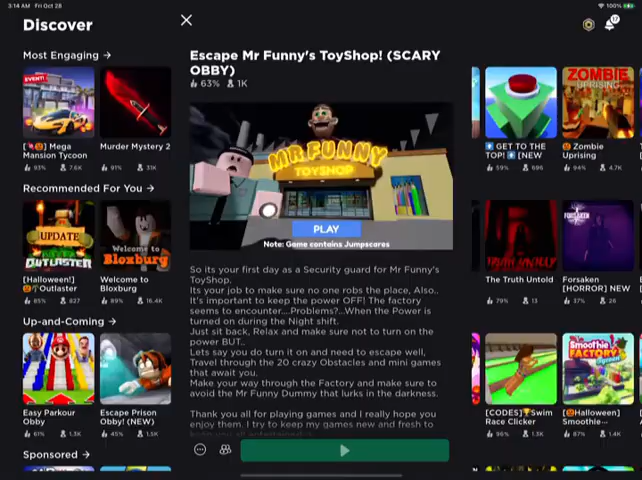 3:14 AM Fri Oct 28
100%
Discover
17
Most Engaging →
EVENT!
[ ] Mega Mansion Tycoon
93% 7.6K
Murder Mystery 2
91% 31K
Recommended For You →
UPDATE
OUTLASTER
[Halloween!] Outlaster
85% 827
Welcome to Bloxburg
Welcome to Bloxburg
89% 16.4K
Up-and-Coming →
Easy Parkour Obby
61% 1.3K
Escape Prison Obby! (NEW)
45% 1.5K
Sponsored →
Escape Mr Funny's ToyShop! (SCARY
OBBY)
63% 1K
MR FUNNY
TOYSHOP
PLAY
Note: Game contains Jumpscares
So its your first day as a Security guard for Mr Funny's
ToyShop.
Its your job to make sure no one robs the place, Also..
It's important to keep the power OFF! The factory
seems to encounter....Problems?...When the Power is
turned on during the Night shift.
Just sit back, Relax and make sure not to turn on the
power BUT..
Lets say you do turn it on and need to escape well,
Travel through the 20 crazy Obstacles and mini games
that await you.
Make your way through the Factory and make sure to
avoid the Mr Funny Dummy that lurks in the darkness.
Thank you all for playing games and I really hope you
enjoy them. I try to keep my games new and fresh to
GET TO THE
TOP! [NEW
59% 696
ZOMBIE
UPRISING
Zombie
Uprising
94% 4.7K
The Truth Untold
79% 13
FORSAKEN
Forsaken
[HORROR] NEW
37% 26
[CODES] Swim
Race Clicker
96% 1.3K
Smoothie
FACTORY
[Halloween]
Smoothie...
87% 1.4K